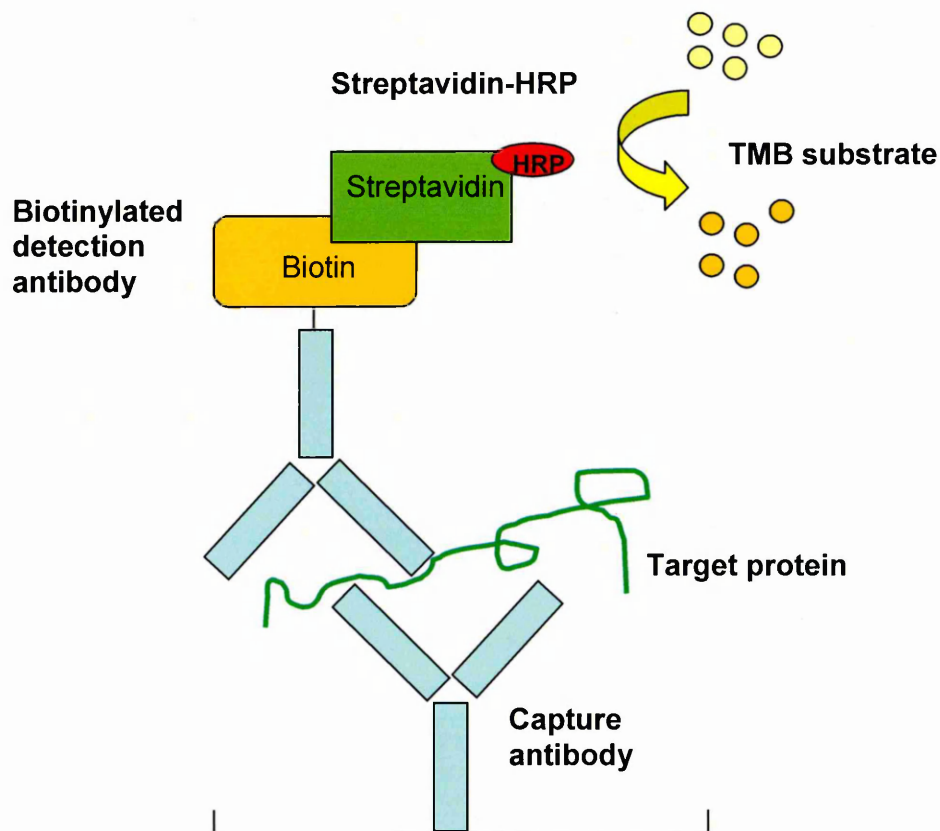 Streptavidin-HRP
HRP
TMB substrate
Streptavidin
Biotinylated
detection
antibody
Biotin
Target protein
Capture
antibody